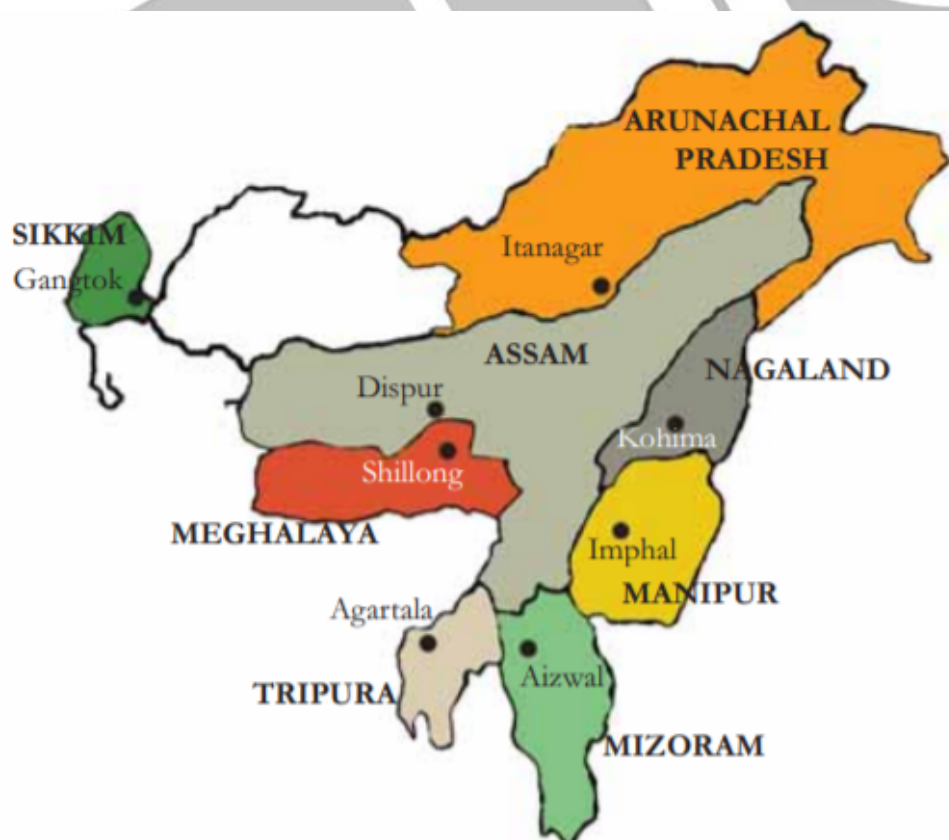 ARUNACHAL
PRADESH
SIKKIM
Gangtok
Itanagar
ASSAM
NAGALAND
Dispur
Kohima
Shillong
MEGHALAYA
Imphal
MANIPUR
Agartala
Aizwal
TRIPURA
MIZORAM